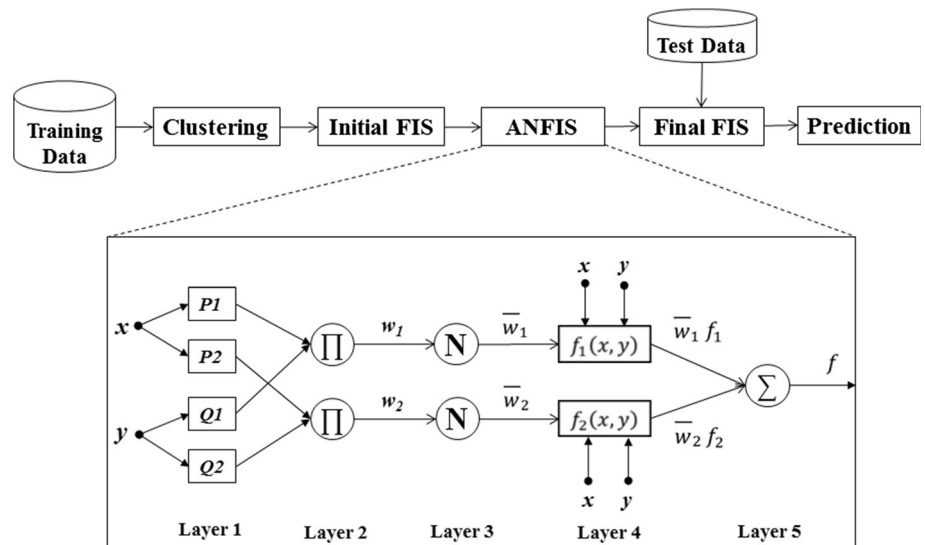 Test Data
Training
Data
Clustering
Initial FIS
ANFIS
Final FIS
Prediction
x y
P1
P2
Q1
Q2
x
y
∏
∏
w₁
w₂
N
N
w̅₁
w̅₂
f₁(x, y)
f₂(x, y)
w̅₁ f₁
w̅₂ f₂
∑
f
x y
Layer 1 Layer 2 Layer 3 Layer 4 Layer 5